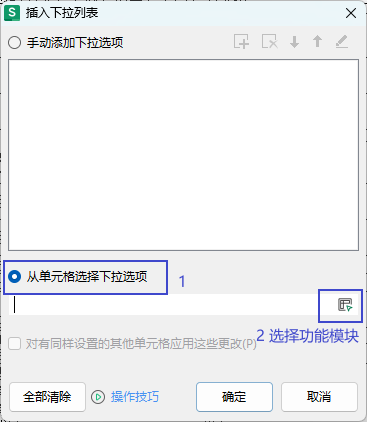 S 插入下拉列表
手动添加下拉选项
从单元格选择下拉选项 1
2 选择功能模块
对有同样设置的其他单元格应用这些更改(P)
全部清除 操作技巧 确定 取消